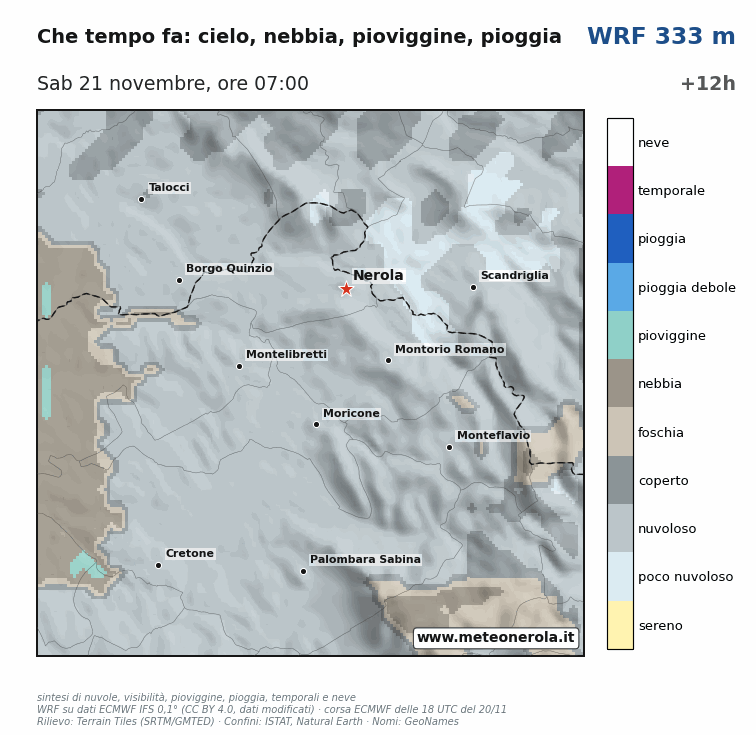 Che tempo fa: cielo, nebbia, pioviggine, pioggia
WRF 333 m
Sab 21 novembre, ore 07:00
+12h
Talocci
Borgo Quinzio
Nerola
Scandriglia
Montelibretti
Montorio Romano
Moricone
Monteflavio
Cretone
Palombara Sabina
www.meteonerola.it
neve
temporale
pioggia
pioggia debole
pioviggine
nebbia
foschia
coperto
nuvoloso
poco nuvoloso
sereno
sintesi di nuvole, visibilità, pioviggine, pioggia, temporali e neve
WRF su dati ECMWF IFS 0,1° (CC BY 4.0, dati modificati) · corsa ECMWF delle 18 UTC del 20/11
Rilievo: Terrain Tiles (SRTM/GMTED) · Confini: ISTAT, Natural Earth · Nomi: GeoNames